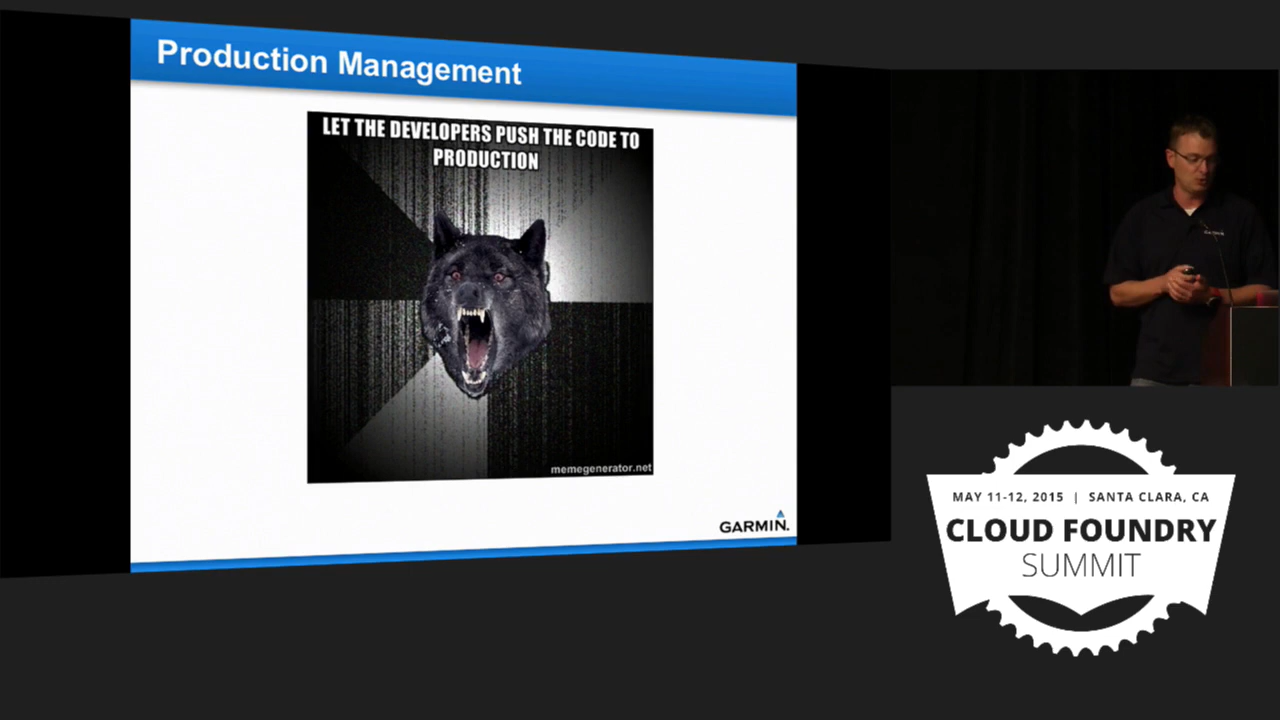 Production Management
LET THE DEVELOPERS PUSH THE CODE TO
PRODUCTION
memegenerator.net
GARMIN.
MAY 11-12, 2015 | SANTA CLARA, CA
CLOUD FOUNDRY
SUMMIT